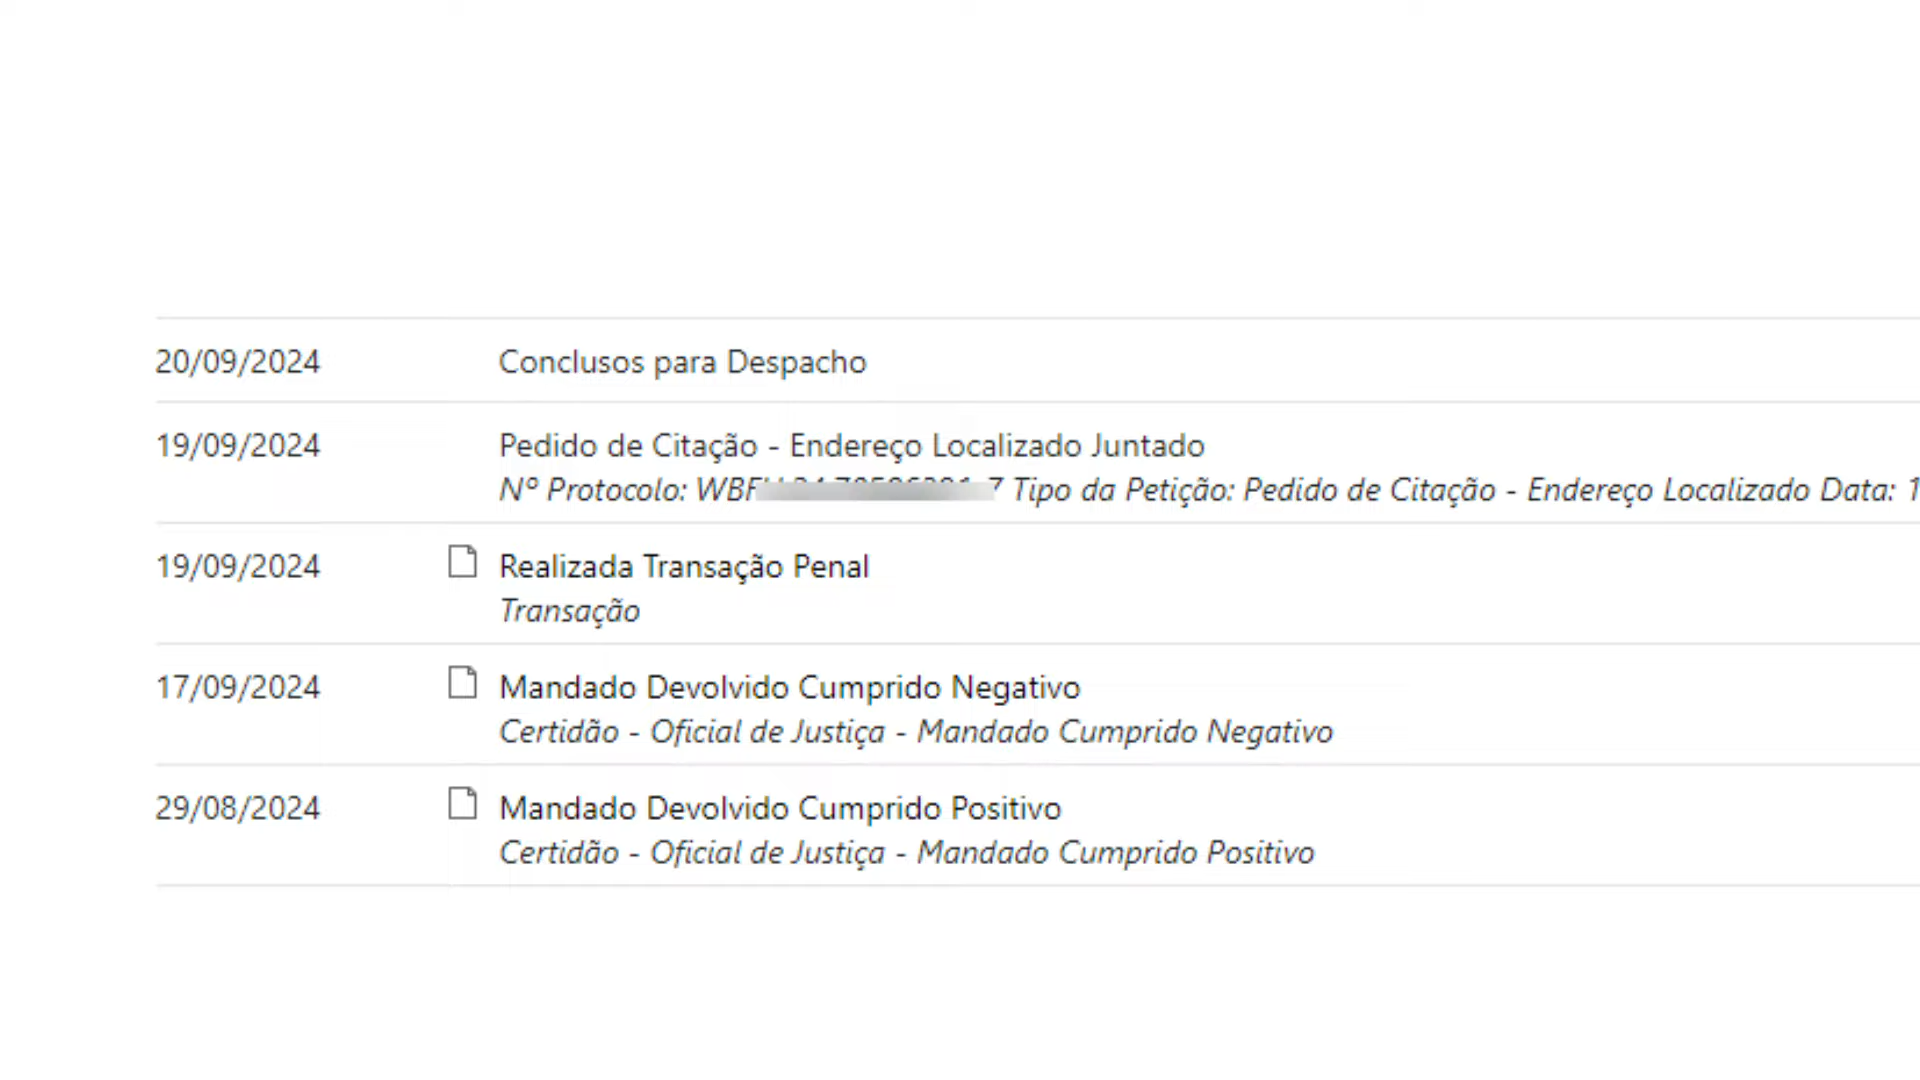 20/09/2024 Conclusos para Despacho
19/09/2024 Pedido de Citação - Endereço Localizado Juntado
Nº Protocolo: Tipo da Petição: Pedido de Citação - Endereço Localizado Data: 1
19/09/2024 Realizada Transação Penal
Transação
17/09/2024 Mandado Devolvido Cumprido Negativo
Certidão - Oficial de Justiça - Mandado Cumprido Negativo
29/08/2024 Mandado Devolvido Cumprido Positivo
Certidão - Oficial de Justiça - Mandado Cumprido Positivo